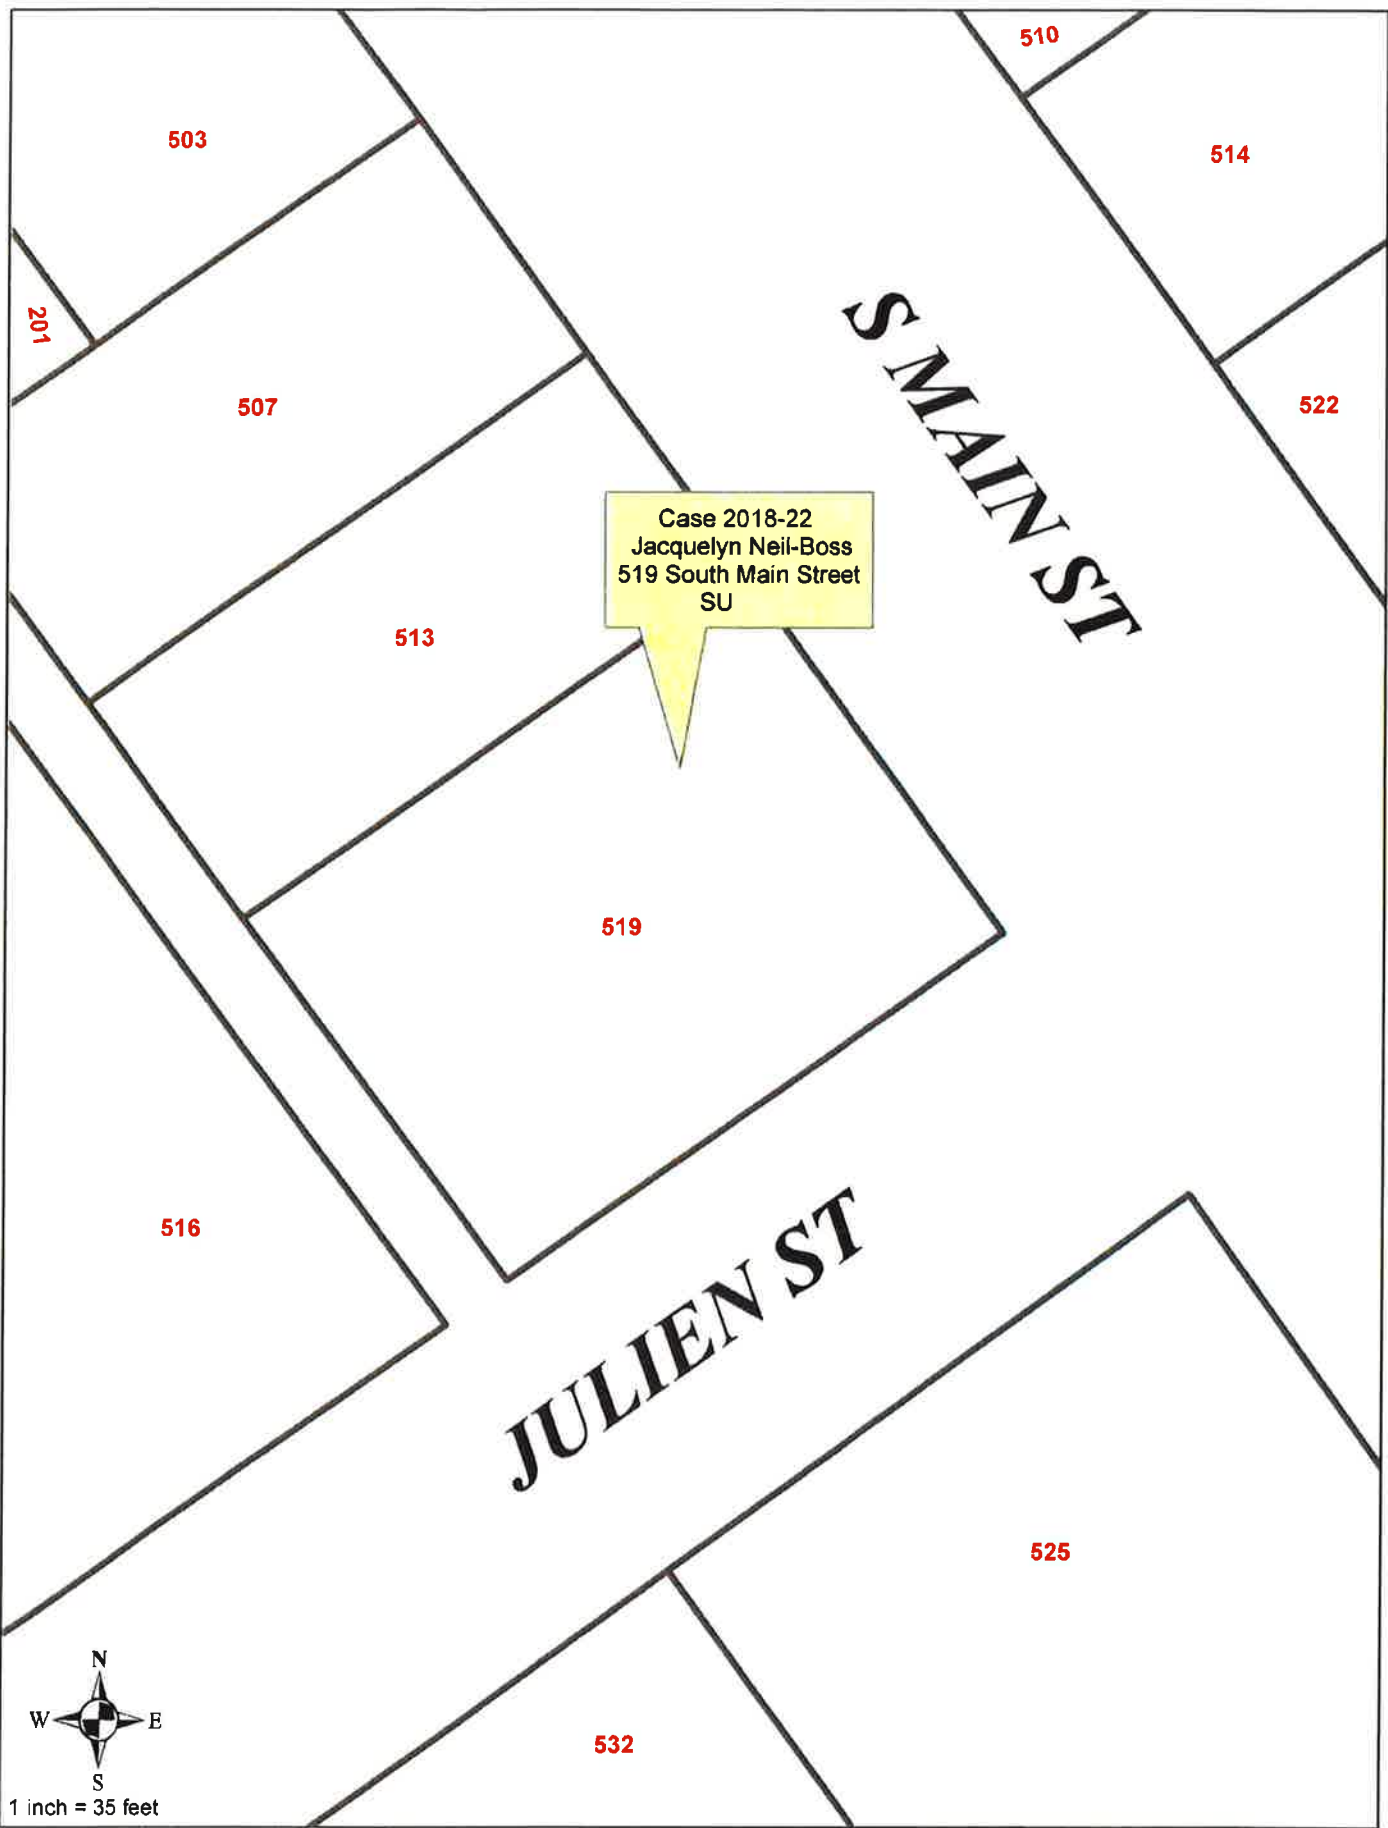 510
503
514
201
507
522
S MAIN ST
Case 2018-22
Jacquelyn Neil-Boss
519 South Main Street
SU
513
519
516
JULIEN ST
525
532
N
W E
S
1 inch = 35 feet